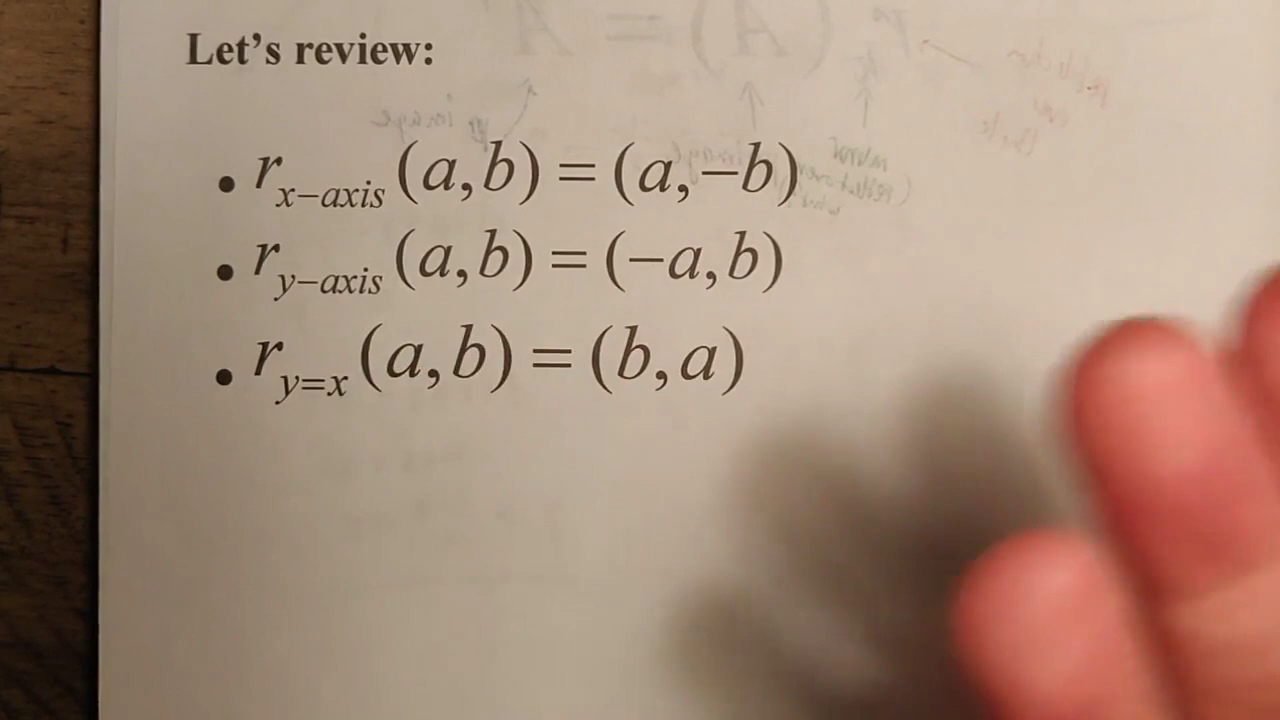 Let's review:
• r_{x-axis} (a,b) = (a,-b)
• r_{y-axis} (a,b) = (-a,b)
• r_{y=x} (a,b) = (b,a)